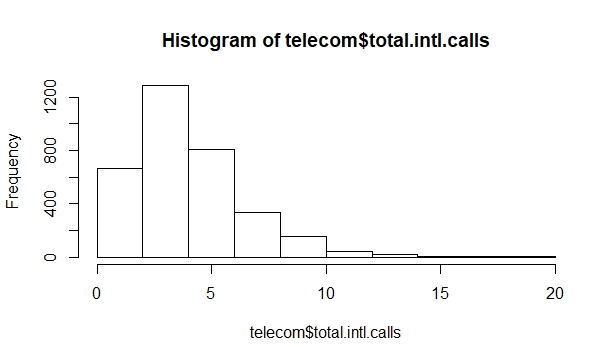 Histogram of telecom$total.intl.calls
Frequency
1200
800
400
0
0 5 10 15 20
telecom$total.intl.calls